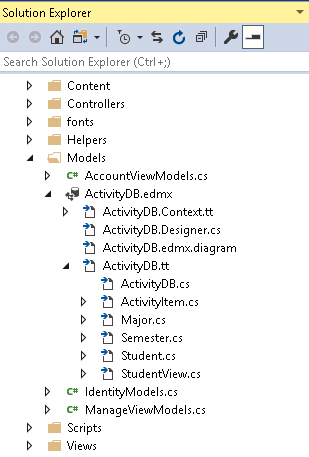 Solution Explorer
Search Solution Explorer (Ctrl+;)
Content
Controllers
fonts
Helpers
Models
C# AccountViewModels.cs
ActivityDB.edmx
ActivityDB.Context.tt
ActivityDB.Designer.cs
ActivityDB.edmx.diagram
ActivityDB.tt
ActivityDB.cs
ActivityItem.cs
Major.cs
Semester.cs
Student.cs
StudentView.cs
C# IdentityModels.cs
C# ManageViewModels.cs
Scripts
Views